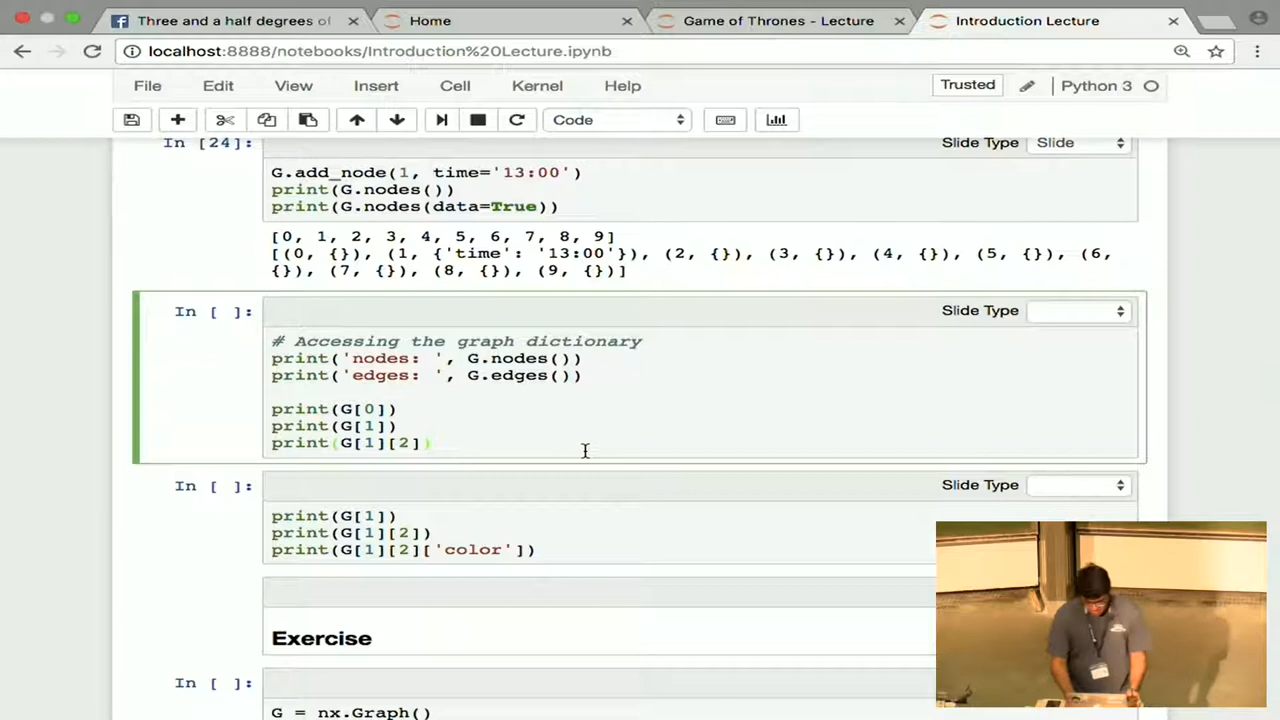 Three and a half degrees of
Home
Game of Thrones - Lecture
Introduction Lecture
localhost:8888/notebooks/Introduction%20Lecture.ipynb
File Edit View Insert Cell Kernel Help Trusted Python 3
Code
In [24]: Slide Type Slide
G.add_node(1, time='13:00')
print(G.nodes())
print(G.nodes(data=True))
[0, 1, 2, 3, 4, 5, 6, 7, 8, 9]
[(0, {}), (1, {'time': '13:00'}), (2, {}), (3, {}), (4, {}), (5, {}), (6,
{}), (7, {}), (8, {}), (9, {})]
In [ ]: Slide Type
# Accessing the graph dictionary
print('nodes: ', G.nodes())
print('edges: ', G.edges())
print(G[0])
print(G[1])
print(G[1][2])
In [ ]: Slide Type
print(G[1])
print(G[1][2])
print(G[1][2]['color'])
Exercise
In [ ]:
G = nx.Graph()